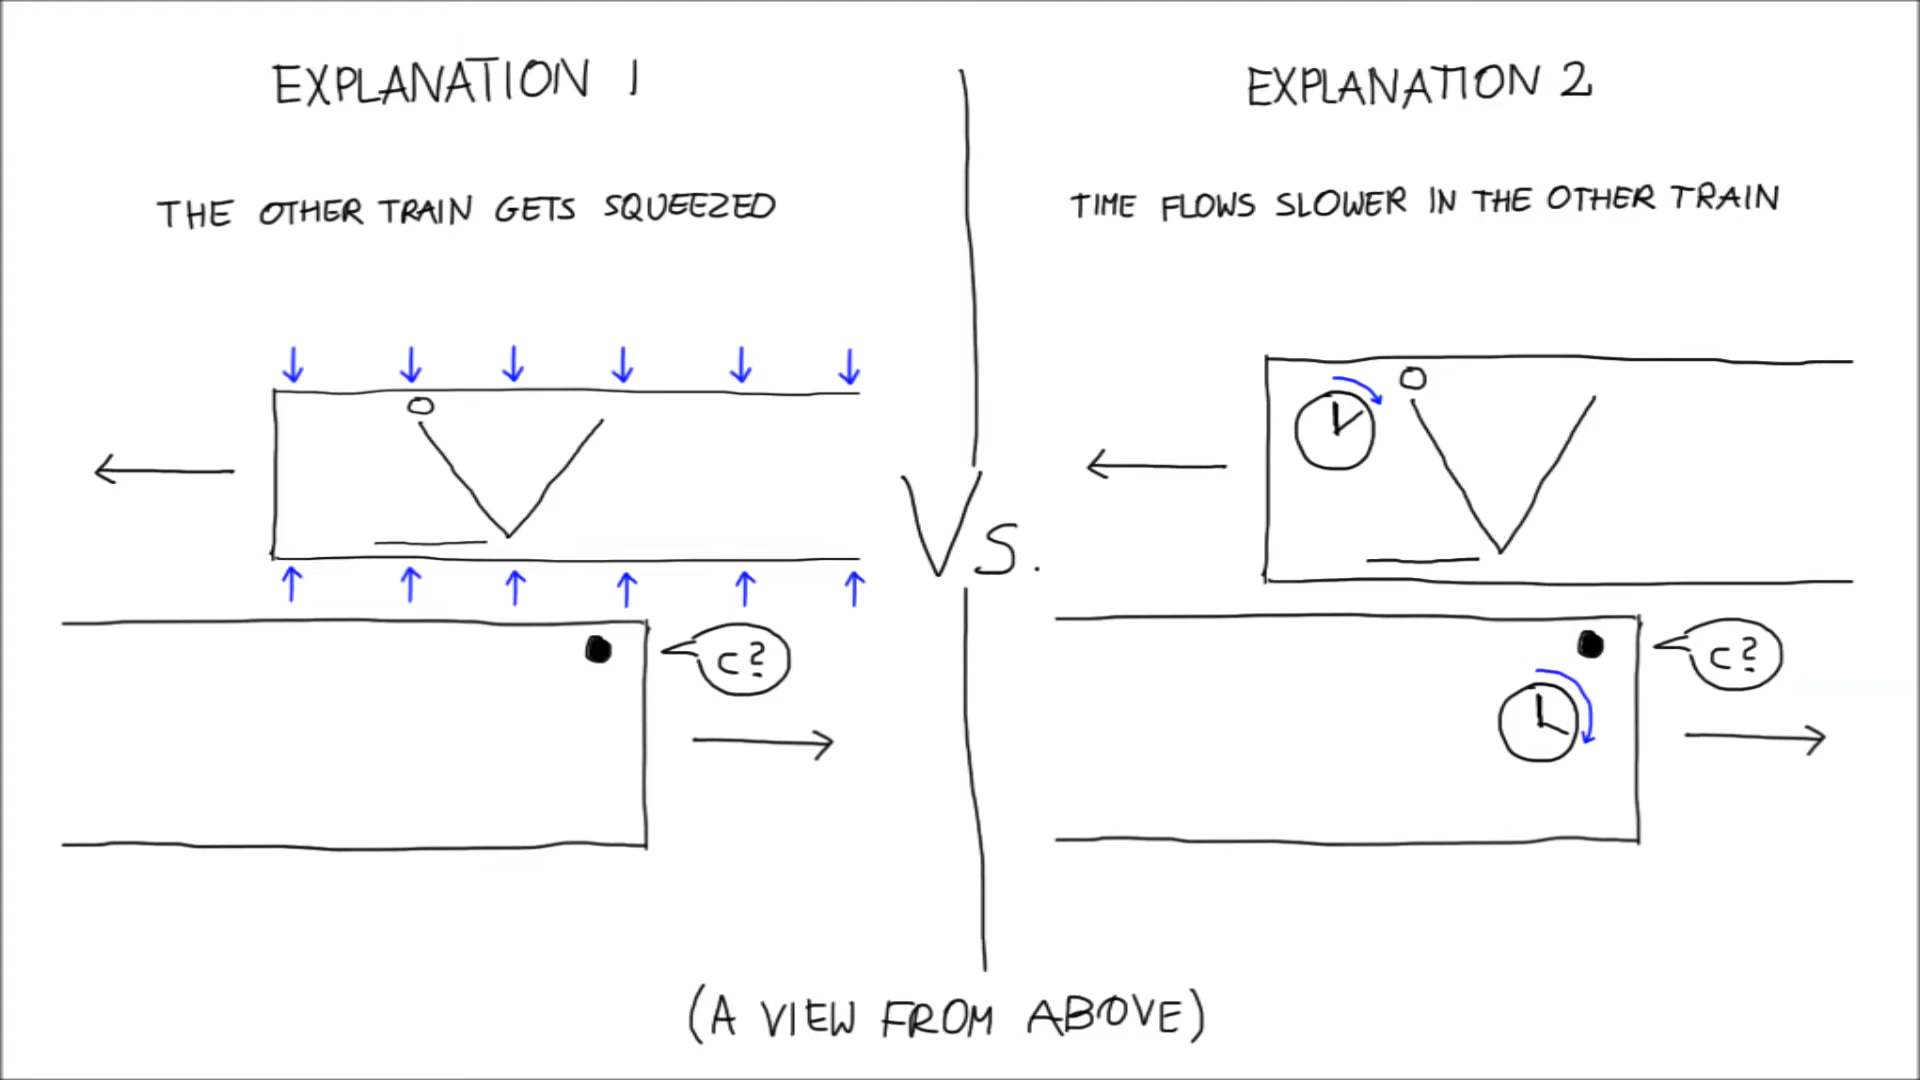 EXPLANATION 1
THE OTHER TRAIN GETS SQUEEZED
c?
Vs.
EXPLANATION 2
TIME FLOWS SLOWER IN THE OTHER TRAIN
c?
(A VIEW FROM ABOVE)